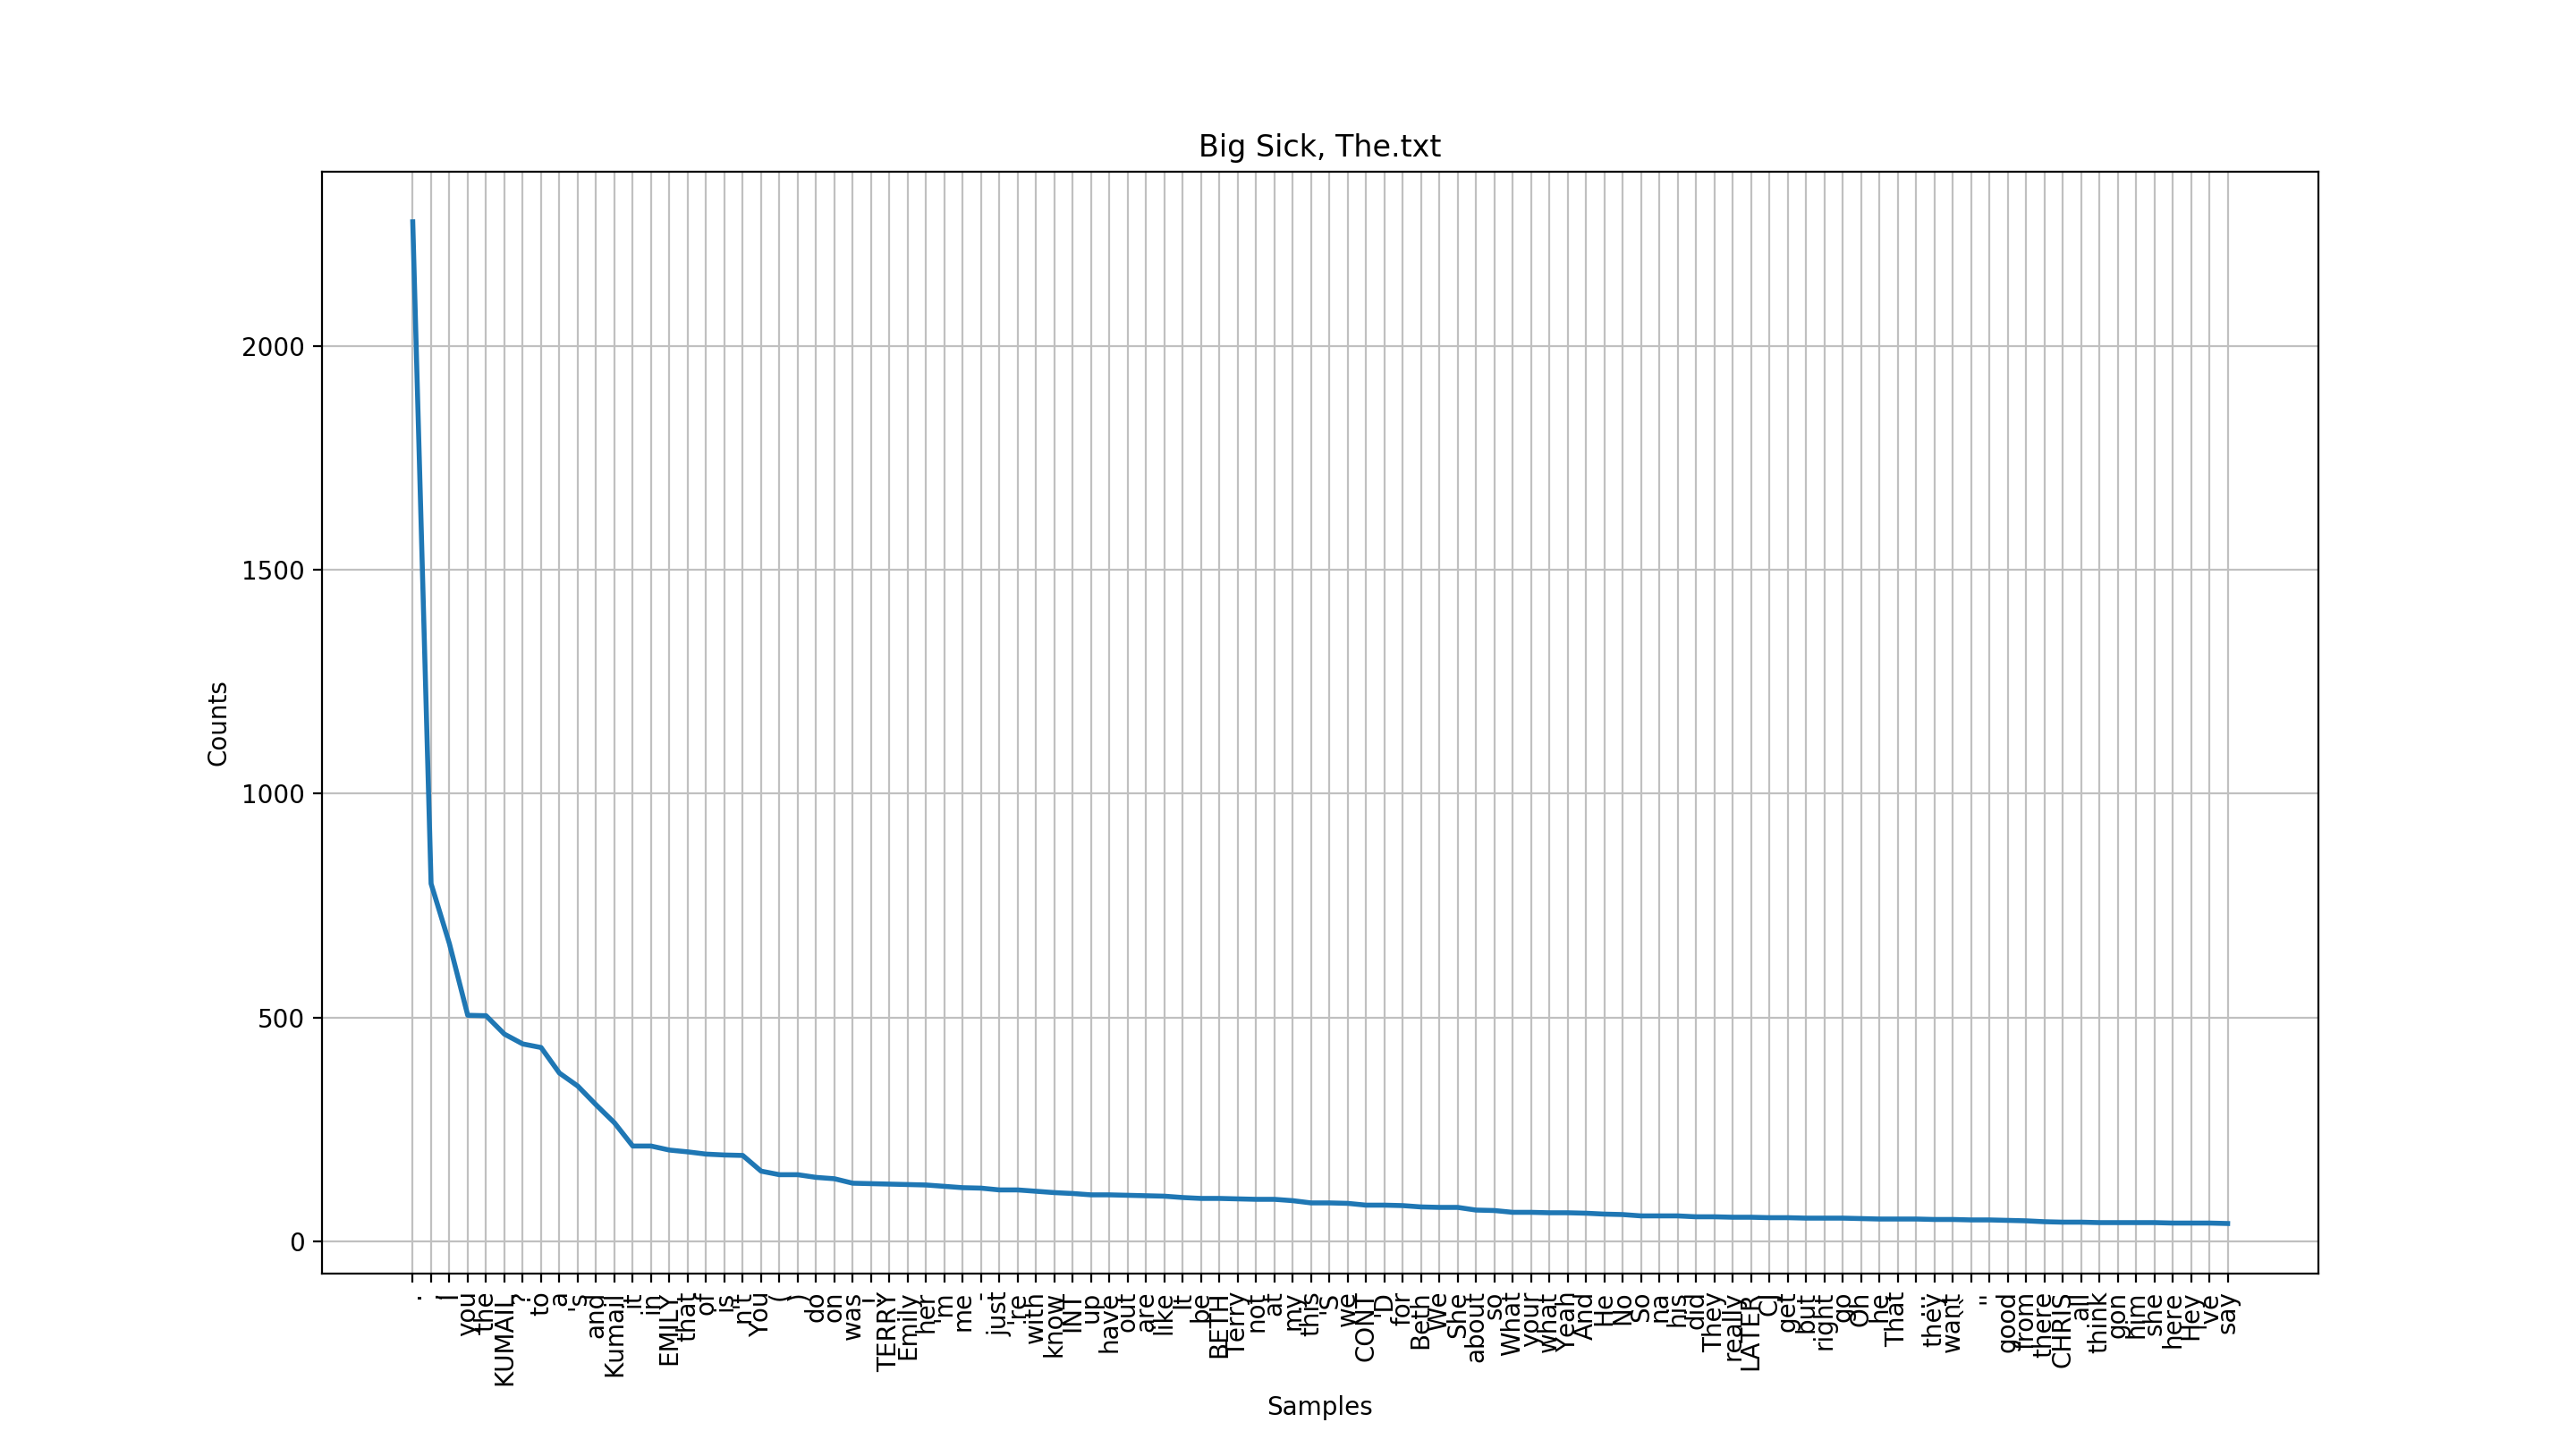 Big Sick, The.txt
Counts
2000
1500
1000
500
0
.
,
I
you
the
KUMAIL
?
to
a
's
and
Kumail
it
in
EMILY
that
of
is
n't
You
(
)
do
on
was
!
TERRY
Emily
her
'm
me
-
just
're
with
know
INT
up
have
out
are
like
It
be
BETH
Terry
not
at
my
this
'S
we
CONT
'D
for
Beth
We
She
about
so
What
your
what
Yeah
And
He
No
So
na
his
did
They
really
LATER
CJ
get
but
right
go
Oh
he
That
...
they
want
``
''
good
from
there
CHRIS
all
think
gon
him
she
here
Hey
've
say
Samples